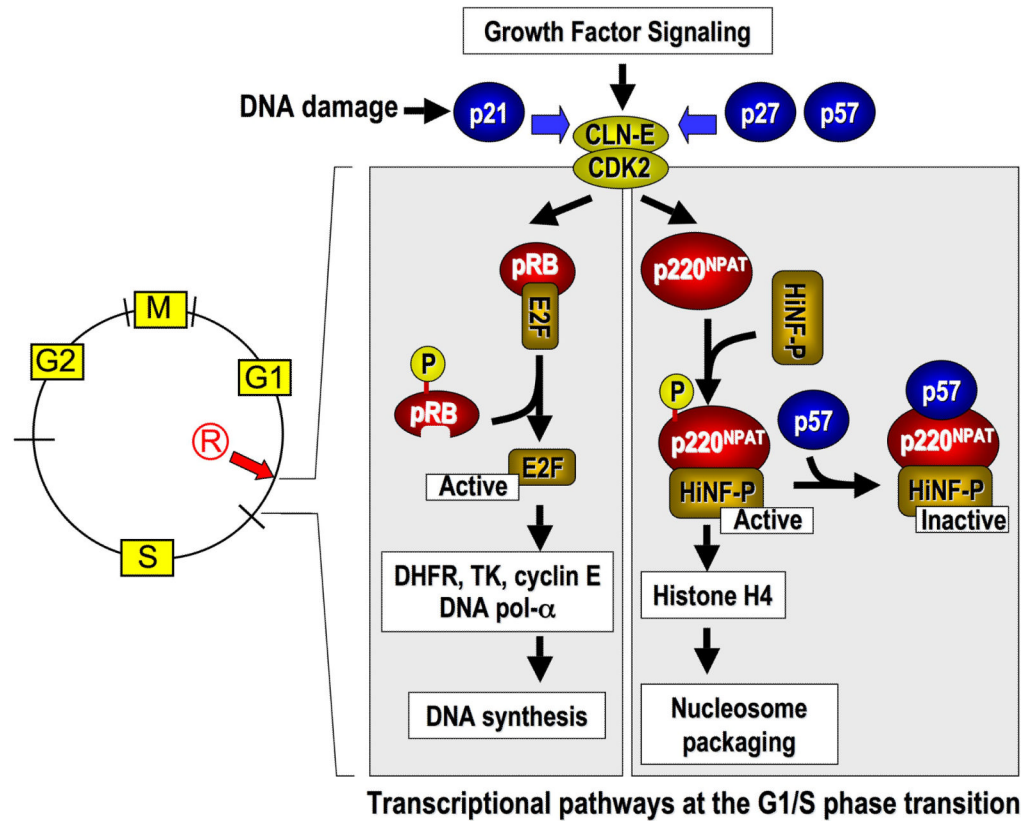 Growth Factor Signaling
DNA damage
p21
p27
p57
CLN-E
CDK2
M
G2
G1
R
S
pRB
E2F
P
pRB
E2F
Active
DHFR, TK, cyclin E
DNA pol-α
DNA synthesis
p220NPAT
HiNF-P
P
p220NPAT
HiNF-P
Active
p57
p57
p220NPAT
HiNF-P
Inactive
Histone H4
Nucleosome
packaging
Transcriptional pathways at the G1/S phase transition